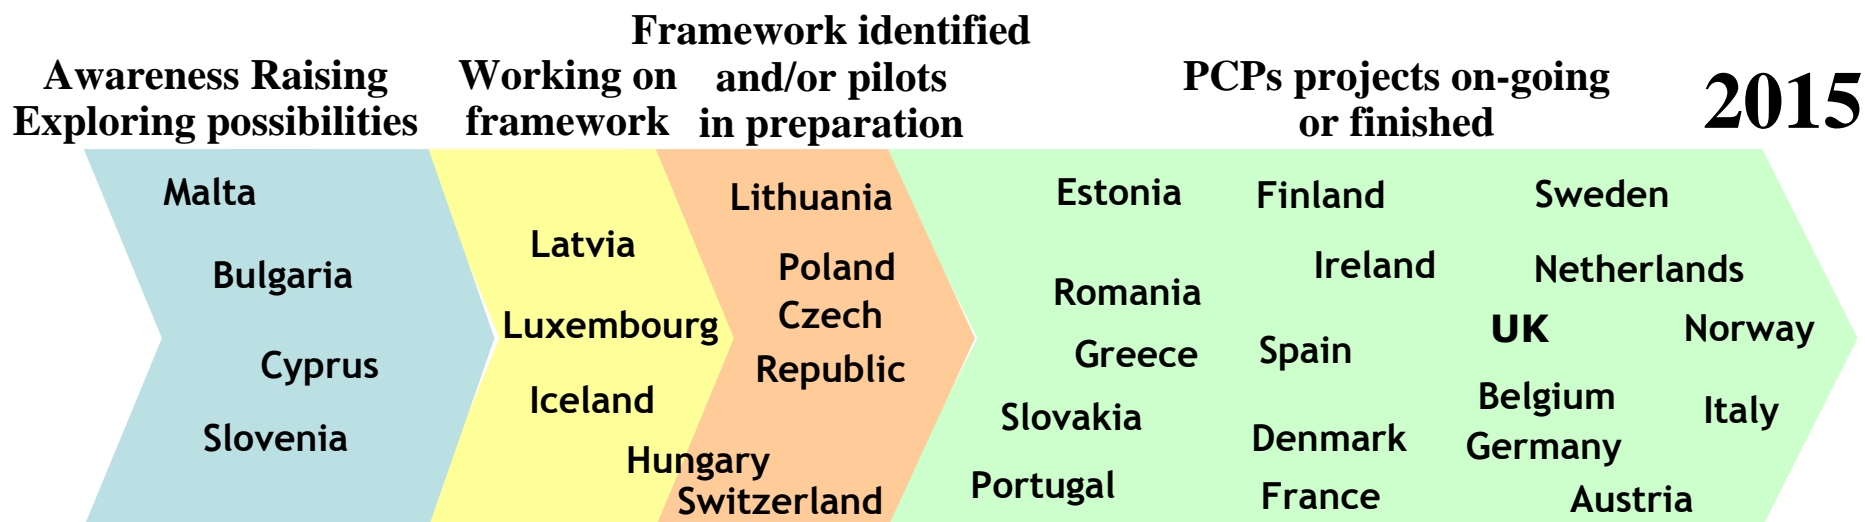 Awareness Raising
Exploring possibilities
Working on
framework
Framework identified
and/or pilots
in preparation
PCPs projects on-going
or finished
2015
Malta
Bulgaria
Cyprus
Slovenia
Latvia
Luxembourg
Iceland
Hungary
Switzerland
Lithuania
Poland
Czech
Republic
Estonia
Romania
Greece
Slovakia
Portugal
Finland
Ireland
Spain
Denmark
France
Sweden
Netherlands
UK
Norway
Belgium
Italy
Germany
Austria